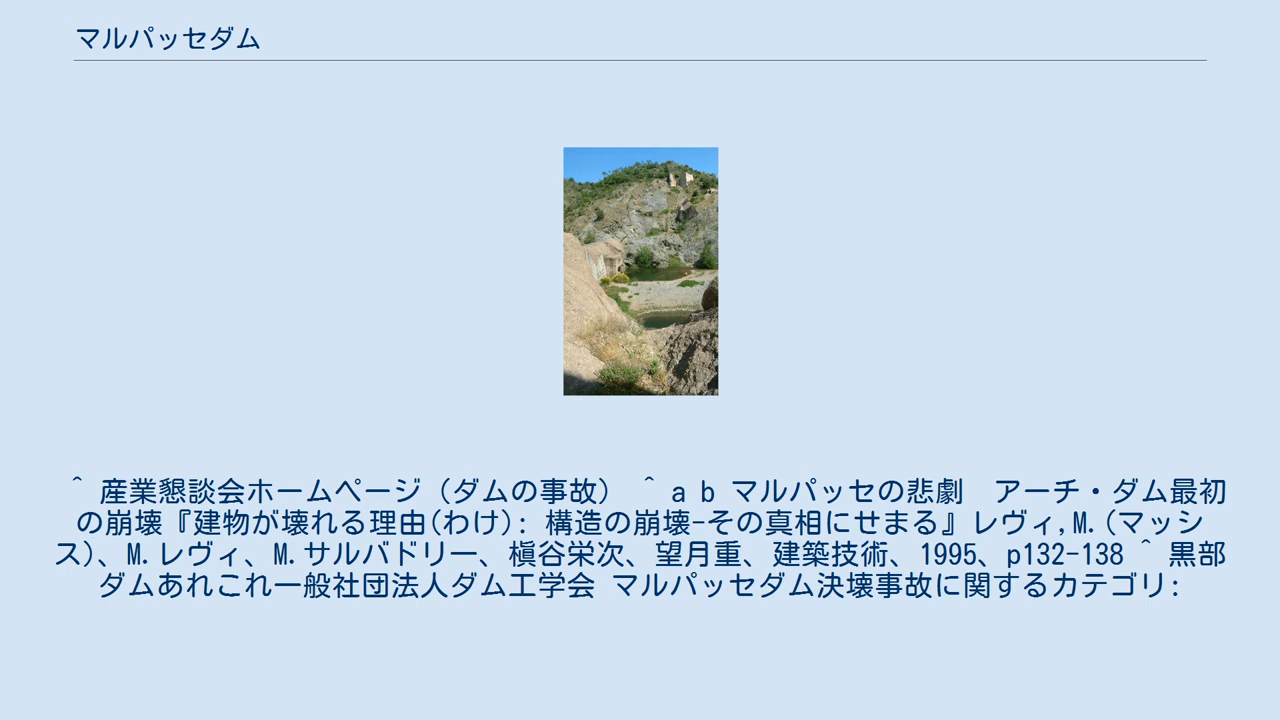 マルパッセダム
^ 産業懇談会ホームページ（ダムの事故） ^ a b マルパッセの悲劇　アーチ・ダム最初
の崩壊『建物が壊れる理由(わけ): 構造の崩壊-その真相にせまる』レヴィ,M.(マッシ
ス)、M.レヴィ、M.サルバドリー、槇谷栄次、望月重、建築技術、1995、p132-138 ^ 黒部
ダムあれこれ一般社団法人ダム工学会 マルパッセダム決壊事故に関するカテゴリ: